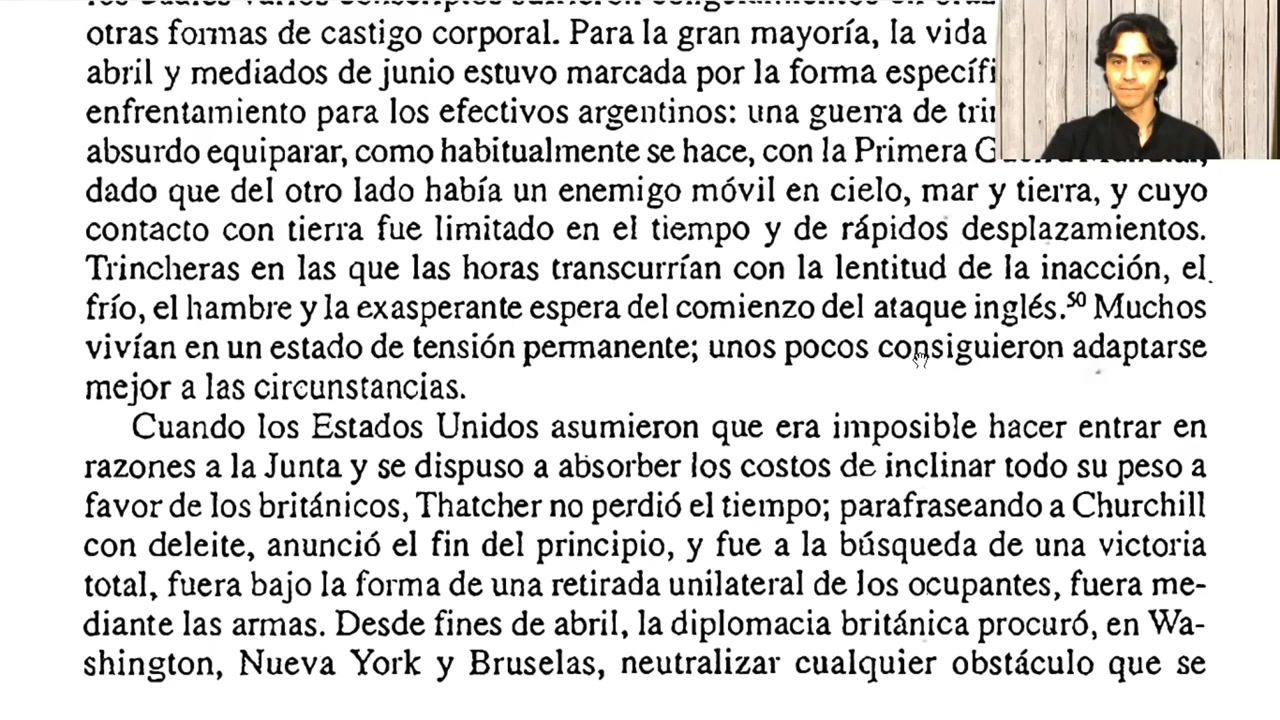 otras formas de castigo corporal. Para la gran mayoría, la vida
abril y mediados de junio estuvo marcada por la forma
enfrentamiento para los efectivos argentinos: una guerra de
absurdo equiparar, como habitualmente se hace, con la Primera
dado que del otro lado había un enemigo móvil en cielo, mar y tierra, y cuyo
contacto con tierra fue limitado en el tiempo y de rápidos desplazamientos.
Trincheras en las que las horas transcurrían con la lentitud de la inacción, el
frío, el hambre y la exasperante espera del comienzo del ataque inglés.⁵⁰ Muchos
vivían en un estado de tensión permanente; unos pocos consiguieron adaptarse
mejor a las circunstancias.
Cuando los Estados Unidos asumieron que era imposible hacer entrar en
razones a la Junta y se dispuso a absorber los costos de inclinar todo su peso a
favor de los británicos, Thatcher no perdió el tiempo; parafraseando a Churchill
con deleite, anunció el fin del principio, y fue a la búsqueda de una victoria
total, fuera bajo la forma de una retirada unilateral de los ocupantes, fuera me-
diante las armas. Desde fines de abril, la diplomacia británica procuró, en Wa-
shington, Nueva York y Bruselas, neutralizar cualquier obstáculo que se